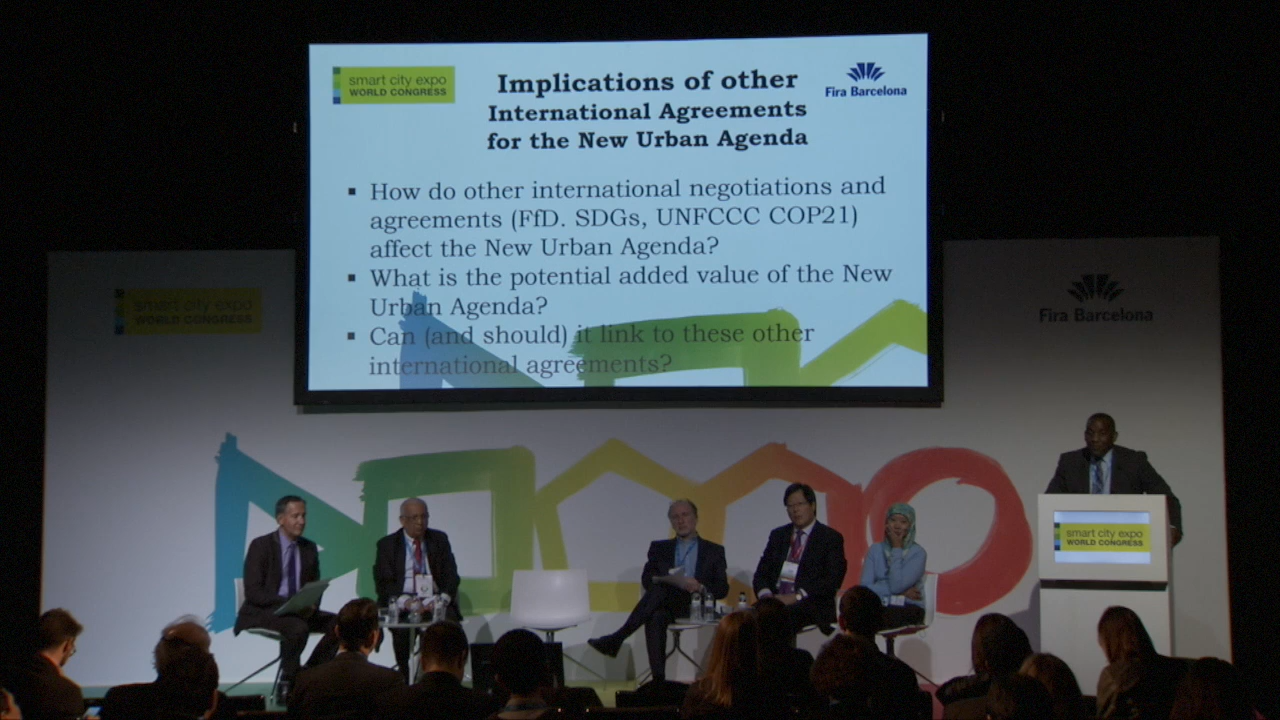 smart city expo
WORLD CONGRESS
Implications of other
International Agreements
for the New Urban Agenda
Fira Barcelona
▪ How do other international negotiations and
agreements (FfD. SDGs, UNFCCC COP21)
affect the New Urban Agenda?
▪ What is the potential added value of the New
Urban Agenda?
▪ Can (and should) it link to these other
international agreements?
smart city expo
WORLD CONGRESS
Fira Barcelona
smart city expo
WORLD CONGRESS